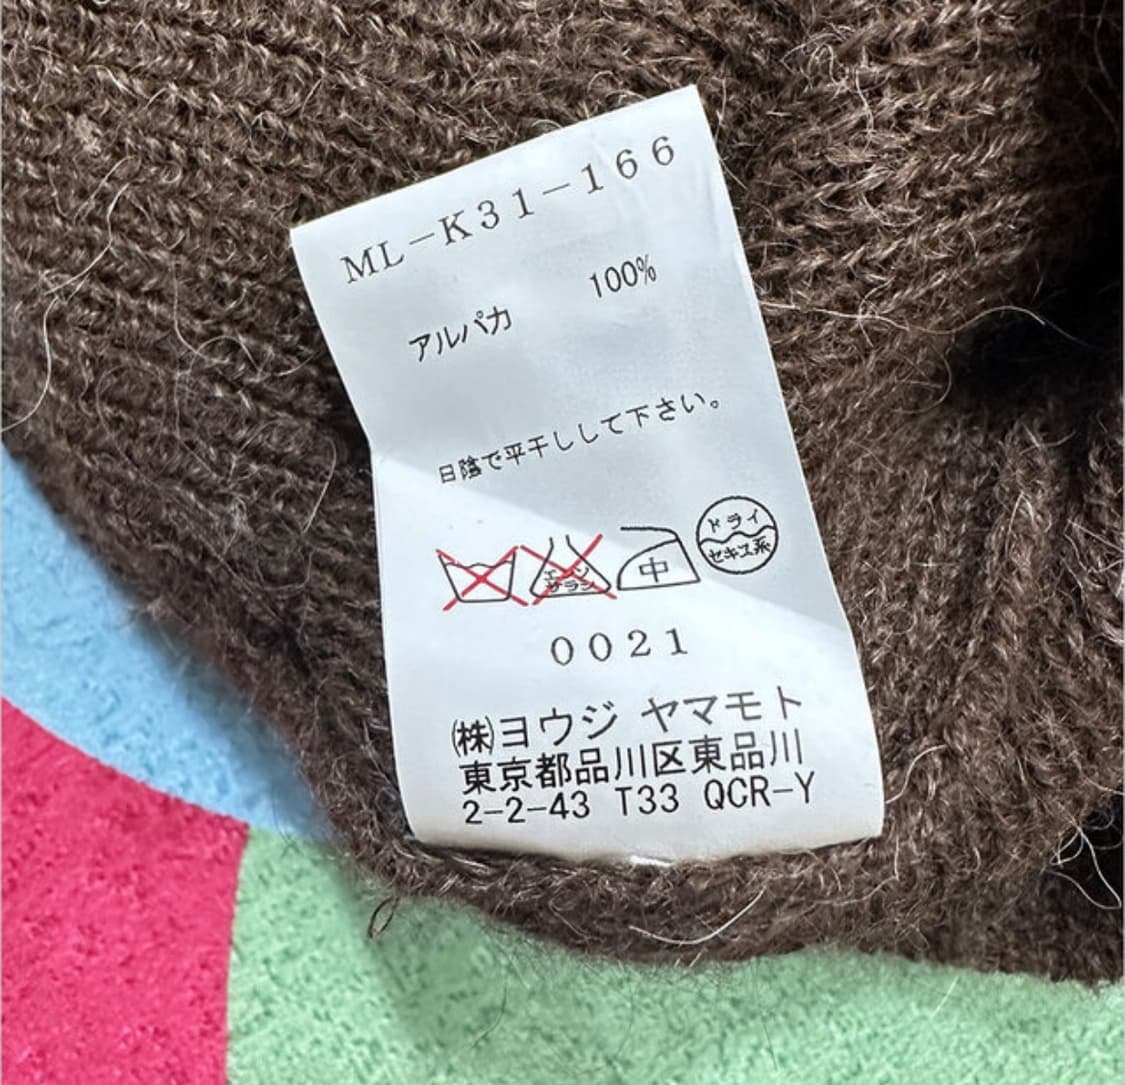 ML-K31-166
アルパカ 100%
日陰で平干しして下さい。
エンソ
サラシ
中
ドライ
セキユ系
0021
㈱ヨウジ ヤマモト
東京都品川区東品川
2-2-43 T33 QCR-Y